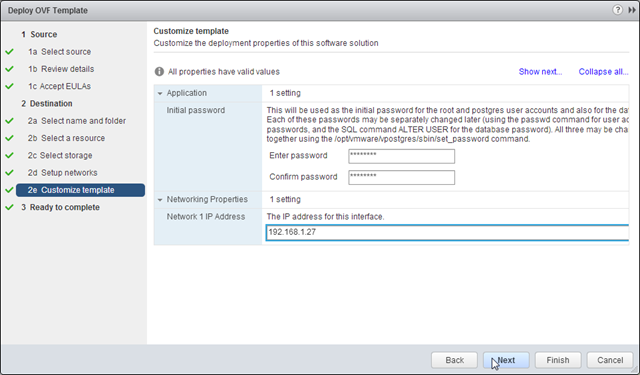 Deploy OVF Template
1 Source
1a Select source
1b Review details
1c Accept EULAs
2 Destination
2a Select name and folder
2b Select a resource
2c Select storage
2d Setup networks
2e Customize template
3 Ready to complete
Customize template
Customize the deployment properties of this software solution
All properties have valid values
Show next...
Collapse all...
Application
1 setting
Initial password
This will be used as the initial password for the root and postgres user accounts and also for the da
Each of these passwords may be separately changed later (using the passwd command for user ac
passwords, and the SQL command ALTER USER for the database password). All three may be cha
together using the /opt/vmware/vpostgres/sbin/set_password command.
Enter password
********
Confirm password
********
Networking Properties
1 setting
Network 1 IP Address
The IP address for this interface.
192.168.1.27
Back
Next
Finish
Cancel